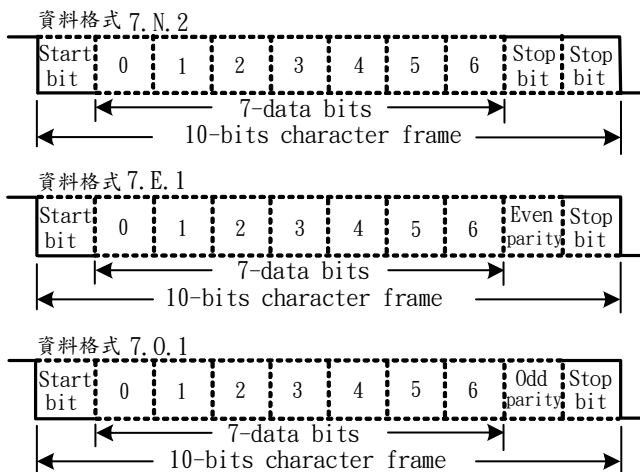 資料格式 7.N.2
Start bit 0 1 2 3 4 5 6 Stop bit Stop bit
7-data bits
10-bits character frame
資料格式 7.E.1
Start bit 0 1 2 3 4 5 6 Even parity Stop bit
7-data bits
10-bits character frame
資料格式 7.O.1
Start bit 0 1 2 3 4 5 6 Odd parity Stop bit
7-data bits
10-bits character frame